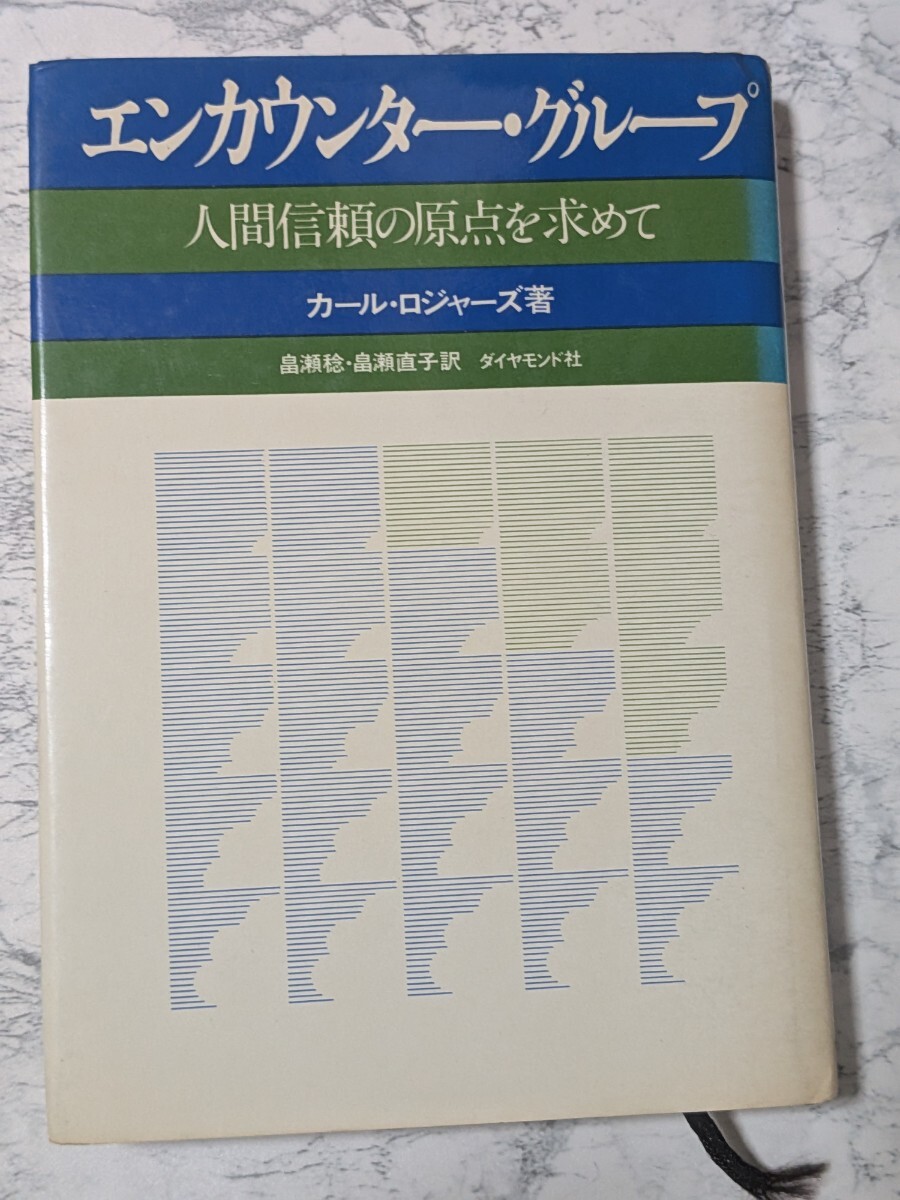 エンカウンター・グループ
人間信頼の原点を求めて
カール・ロジャーズ著
畠瀬稔・畠瀬直子訳 ダイヤモンド社